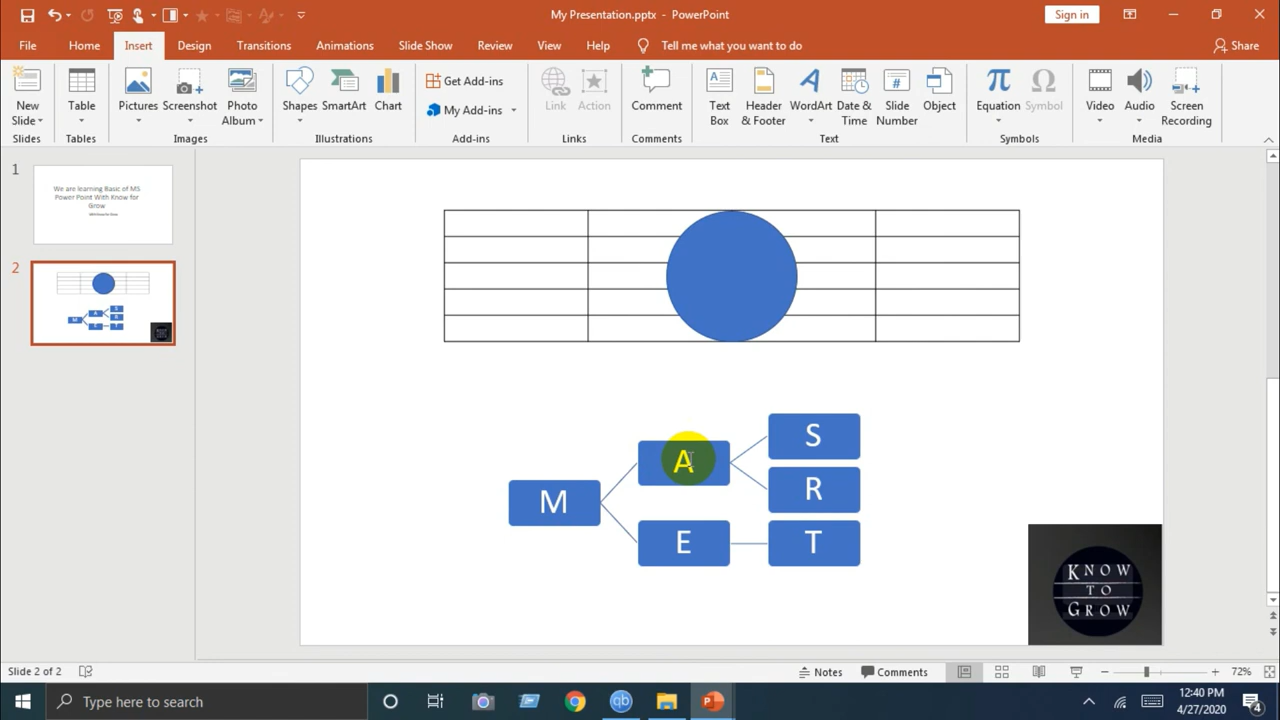 My Presentation.pptx - PowerPoint
Sign in
File Home Insert Design Transitions Animations Slide Show Review View Help Tell me what you want to do Share
New Slide Table Pictures Screenshot Photo Album Shapes SmartArt Chart Get Add-ins My Add-ins Link Action Comment Text Box Header & Footer WordArt Date & Time Slide Number Object Equation Symbol Video Audio Screen Recording
Slides Tables Images Illustrations Add-ins Links Comments Text Symbols Media
1
We are learning Basic of MS
Power Point With Know for
Grow
With Know for Grow
2
M A S R E T
S
A
R
M
E T
KNOW
TO
GROW
Slide 2 of 2 Notes Comments 72%
Type here to search
12:40 PM
4/27/2020
4